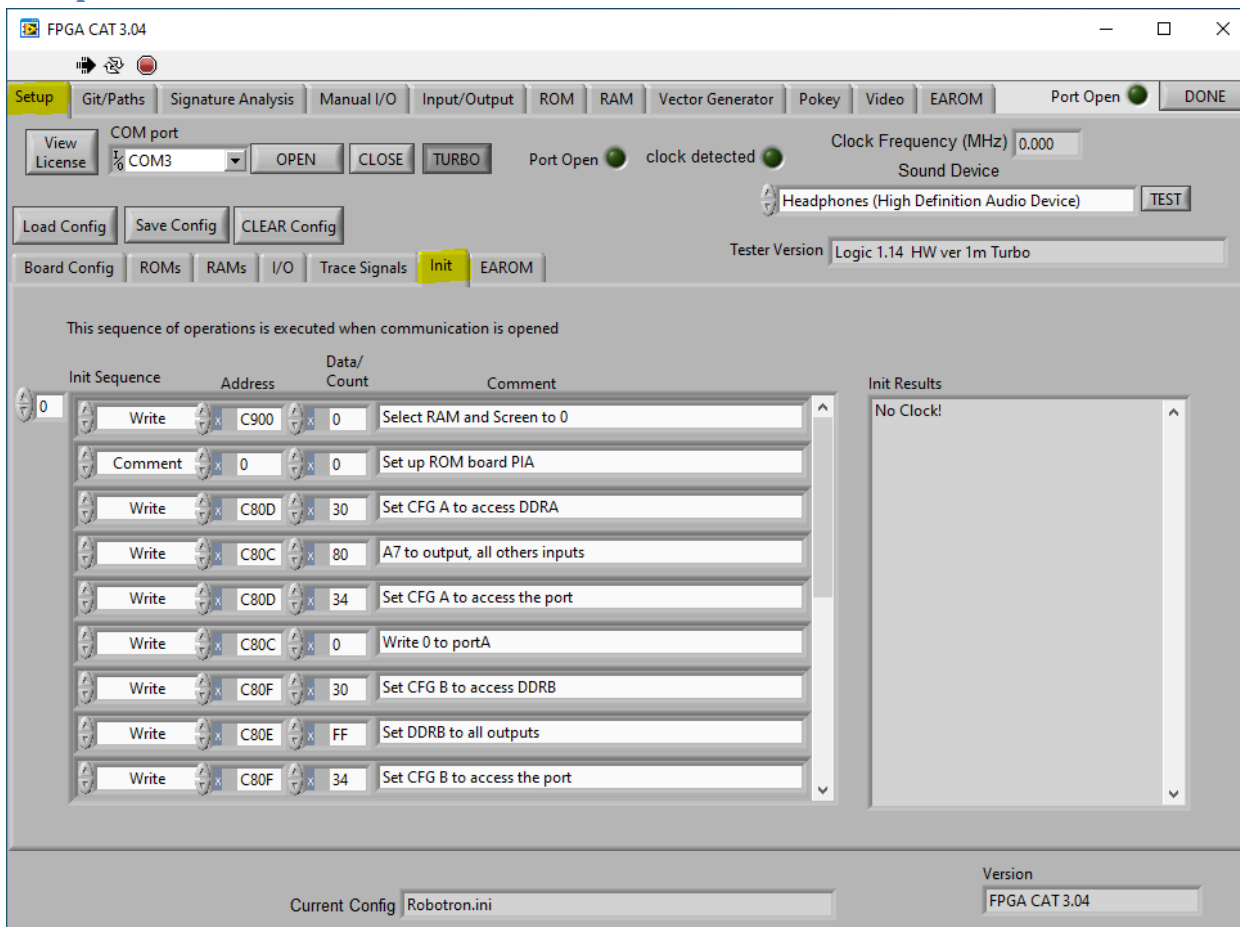 FPGA CAT 3.04
Setup Git/Paths Signature Analysis Manual I/O Input/Output ROM RAM Vector Generator Pokey Video EAROM Port Open DONE
View License COM port COM3 OPEN CLOSE TURBO Port Open clock detected Clock Frequency (MHz) 0.000
Sound Device
Headphones (High Definition Audio Device) TEST
Load Config Save Config CLEAR Config
Tester Version Logic 1.14 HW ver 1m Turbo
Board Config ROMs RAMs I/O Trace Signals Init EAROM
This sequence of operations is executed when communication is opened
Init Sequence Address Data/ Count Comment Init Results
0 Write x C900 x 0 Select RAM and Screen to 0 No Clock!
Comment x 0 x 0 Set up ROM board PIA
Write x C80D x 30 Set CFG A to access DDRA
Write x C80C x 80 A7 to output, all others inputs
Write x C80D x 34 Set CFG A to access the port
Write x C80C x 0 Write 0 to portA
Write x C80F x 30 Set CFG B to access DDRB
Write x C80E x FF Set DDRB to all outputs
Write x C80F x 34 Set CFG B to access the port
Version
Current Config Robotron.ini FPGA CAT 3.04